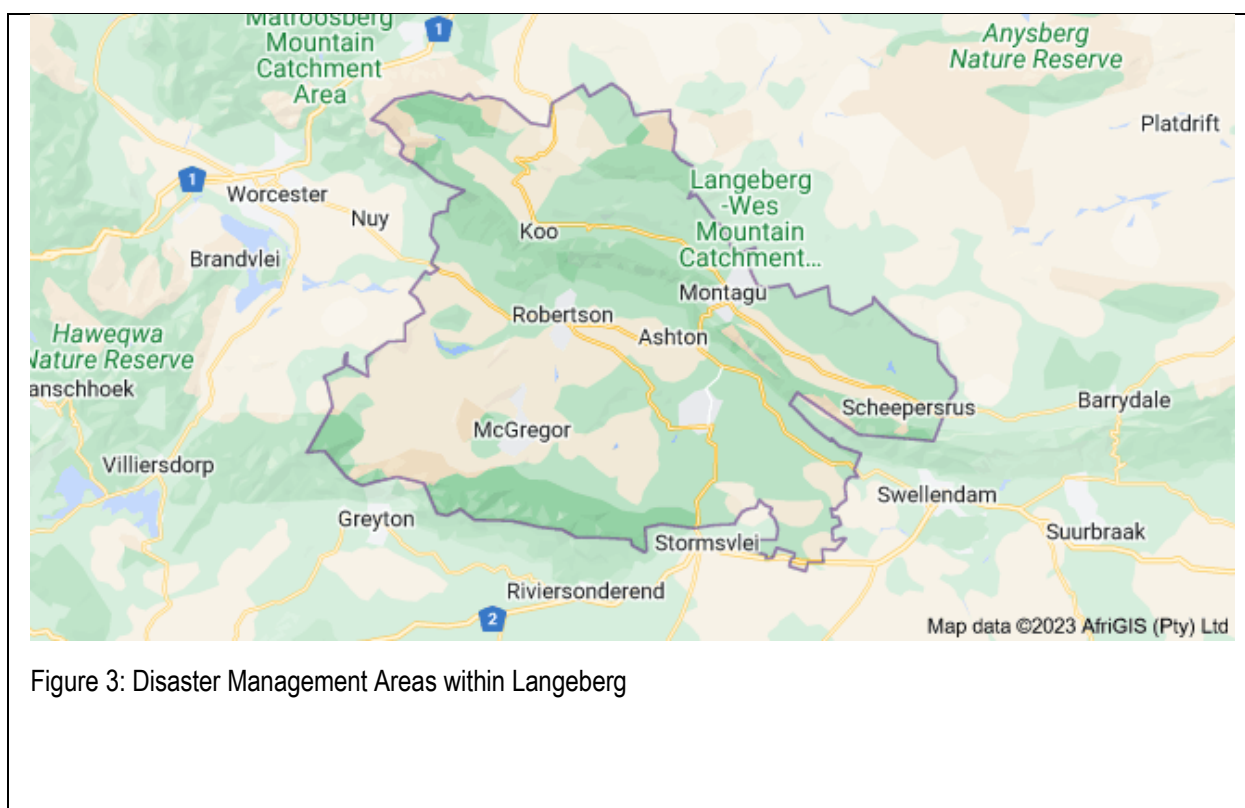 Matroosberg
Mountain
Catchment
Area
1
Anysberg
Nature Reserve
Platdrift
1
Worcester
Nuy
Langeberg
-Wes
Mountain
Catchment...
Koo
Brandvlei
Montagu
Robertson
Ashton
Haweqwa
Nature Reserve
anschhoek
Scheepersrus
Barrydale
McGregor
Villiersdorp
Swellendam
Greyton
Suurbraak
Stormsvlei
Riviersonderend
2
Map data ©2023 AfriGIS (Pty) Ltd
Figure 3: Disaster Management Areas within Langeberg